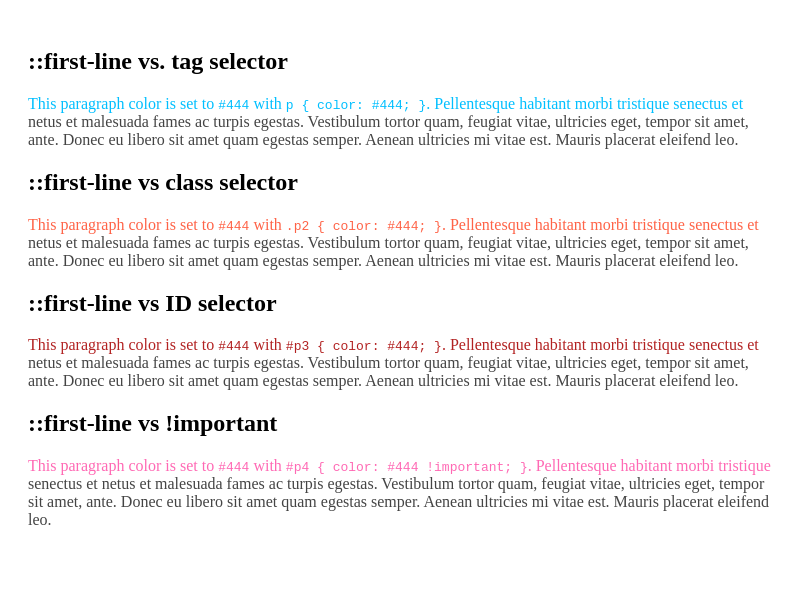 ::first-line vs. tag selector
This paragraph color is set to #444 with p { color: #444; }. Pellentesque habitant morbi tristique senectus et
netus et malesuada fames ac turpis egestas. Vestibulum tortor quam, feugiat vitae, ultricies eget, tempor sit amet,
ante. Donec eu libero sit amet quam egestas semper. Aenean ultricies mi vitae est. Mauris placerat eleifend leo.
::first-line vs class selector
This paragraph color is set to #444 with .p2 { color: #444; }. Pellentesque habitant morbi tristique senectus et
netus et malesuada fames ac turpis egestas. Vestibulum tortor quam, feugiat vitae, ultricies eget, tempor sit amet,
ante. Donec eu libero sit amet quam egestas semper. Aenean ultricies mi vitae est. Mauris placerat eleifend leo.
::first-line vs ID selector
This paragraph color is set to #444 with #p3 { color: #444; }. Pellentesque habitant morbi tristique senectus et
netus et malesuada fames ac turpis egestas. Vestibulum tortor quam, feugiat vitae, ultricies eget, tempor sit amet,
ante. Donec eu libero sit amet quam egestas semper. Aenean ultricies mi vitae est. Mauris placerat eleifend leo.
::first-line vs !important
This paragraph color is set to #444 with #p4 { color: #444 !important; }. Pellentesque habitant morbi tristique
senectus et netus et malesuada fames ac turpis egestas. Vestibulum tortor quam, feugiat vitae, ultricies eget, tempor
sit amet, ante. Donec eu libero sit amet quam egestas semper. Aenean ultricies mi vitae est. Mauris placerat eleifend
leo.